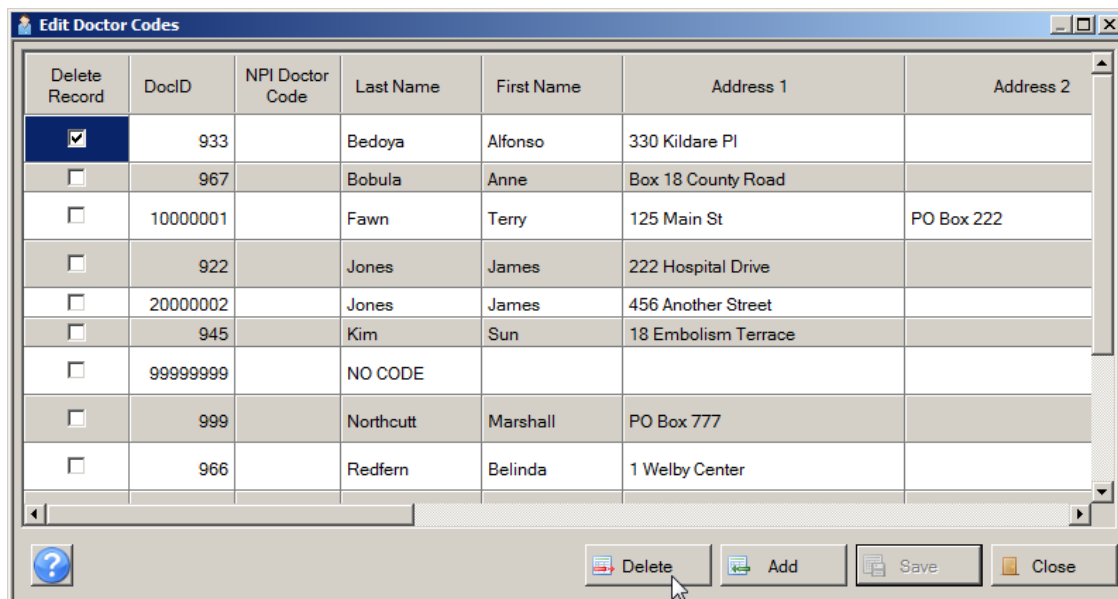 Edit Doctor Codes
Delete Record DocID NPI Doctor Code Last Name First Name Address 1 Address 2
933 Bedoya Alfonso 330 Kildare Pl
967 Bobula Anne Box 18 County Road
10000001 Fawn Terry 125 Main St PO Box 222
922 Jones James 222 Hospital Drive
20000002 Jones James 456 Another Street
945 Kim Sun 18 Embolism Terrace
99999999 NO CODE
999 Northcutt Marshall PO Box 777
966 Redfern Belinda 1 Welby Center
? Delete Add Save Close